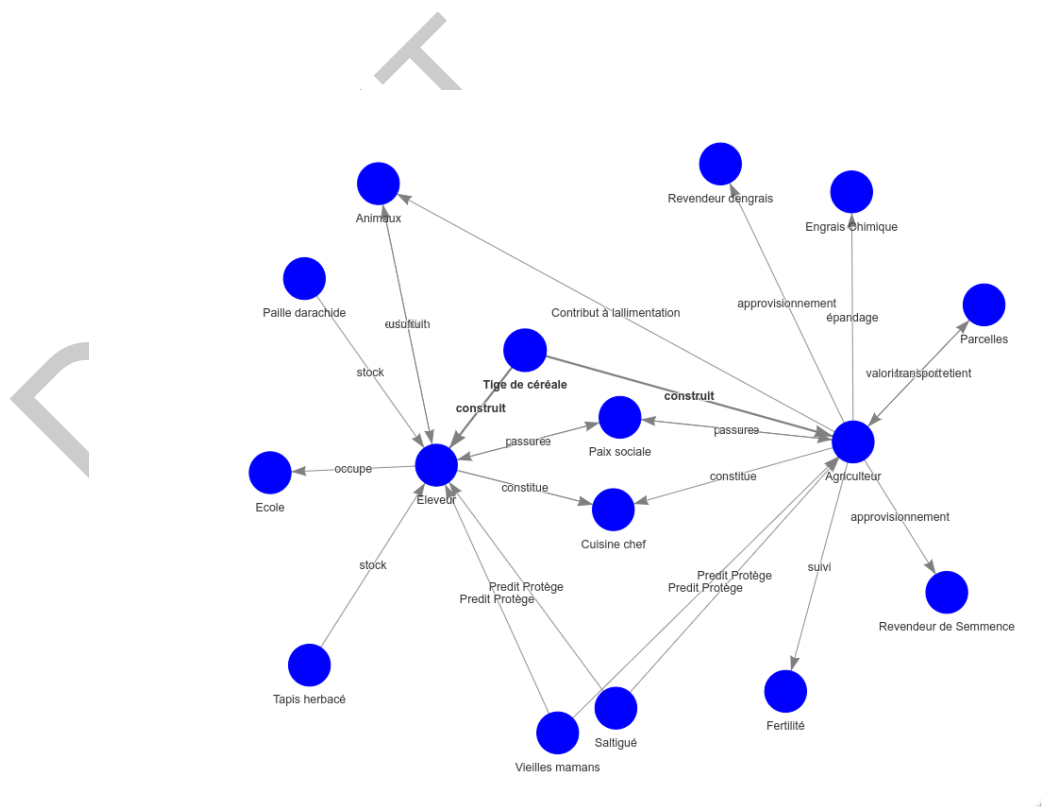 Revendeur dengrais
Animaux
Engrais Chimique
Paille darachide
approvisionnement
Contribut à lallimentation
épandage
Parcelles
stock
Tige de céréale
construit
construit
passures
passures
Paix sociale
occupe
constitue
constitue
Eleveur
Agriculteur
Ecole
approvisionnement
Cuisine chef
stock
suivi
Predit Protège
Predit Protège
Predit Protège
Predit Protège
Revendeur de Semmence
Tapis herbacé
Fertilité
Saltigué
Vieilles mamans